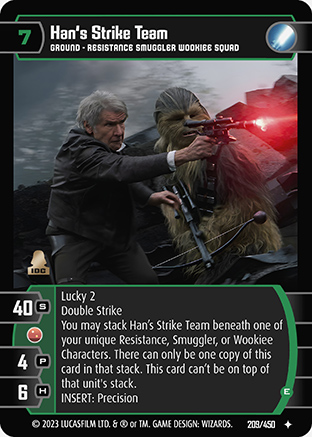 7
Han's Strike Team
GROUND - RESISTANCE SMUGGLER WOOKIEE SQUAD
IDC
40 S
4 P
6 H
Lucky 2
Double Strike
You may stack Han's Strike Team beneath one of
your unique Resistance, Smuggler, or Wookiee
Characters. There can only be one copy of this
card in that stack. This card can't be on top of
that unit's stack.
INSERT: Precision
E
© 2023 LUCASFILM LTD. & ® OR TM. GAME DESIGN: WIZARDS.
209/450